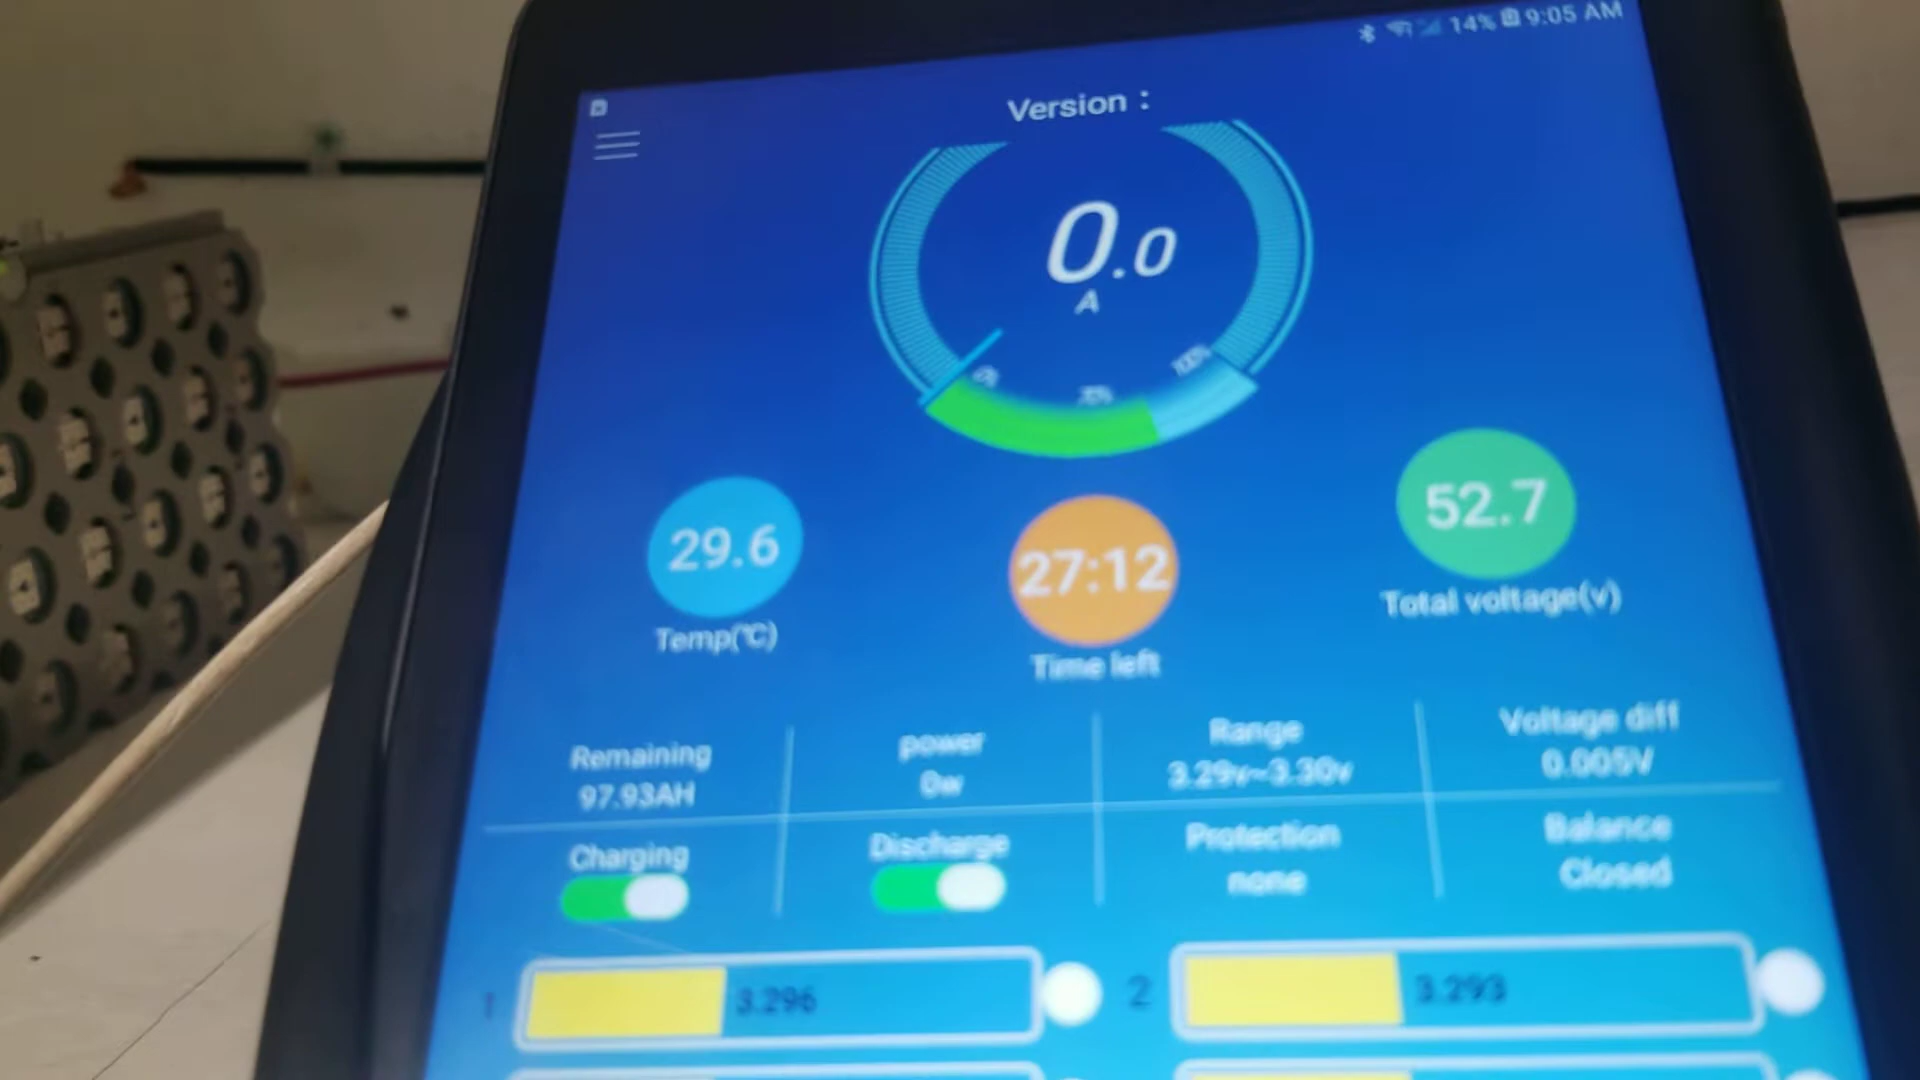 14% 9:05 AM
Version :
0.0
A
100%
29.6
Temp(℃)
27:12
Time left
52.7
Total voltage(v)
Remaining
97.93AH
power
0w
Range
3.29v~3.30v
Voltage diff
0.005V
Charging
Discharge
Protection
none
Balance
Closed
1 3.296
2 3.293